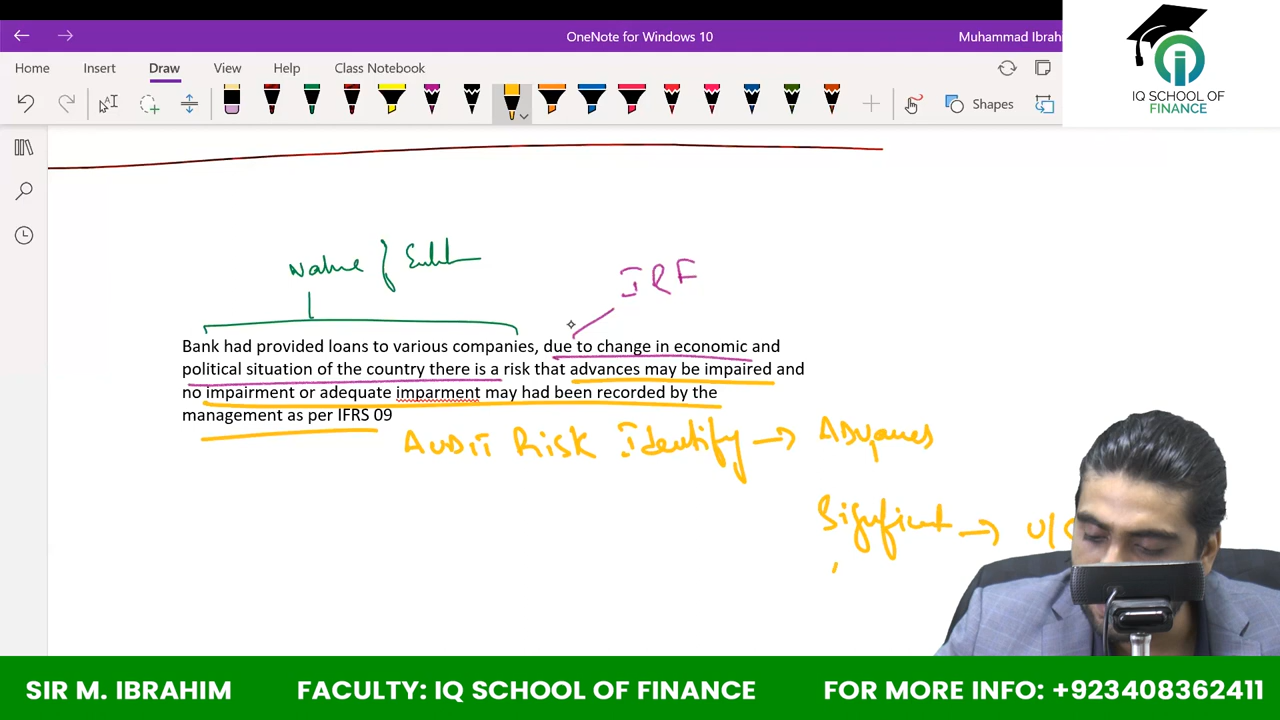 OneNote for Windows 10
Muhammad Ibrah
Home Insert Draw View Help Class Notebook
Shapes
IQ SCHOOL OF
FINANCE
Nature of
IRF
Bank had provided loans to various companies, due to change in economic and
political situation of the country there is a risk that advances may be impaired and
no impairment or adequate imparment may had been recorded by the
management as per IFRS 09
Audit Risk Identify → Advances
Significant → U/
SIR M. IBRAHIM FACULTY: IQ SCHOOL OF FINANCE FOR MORE INFO: +923408362411